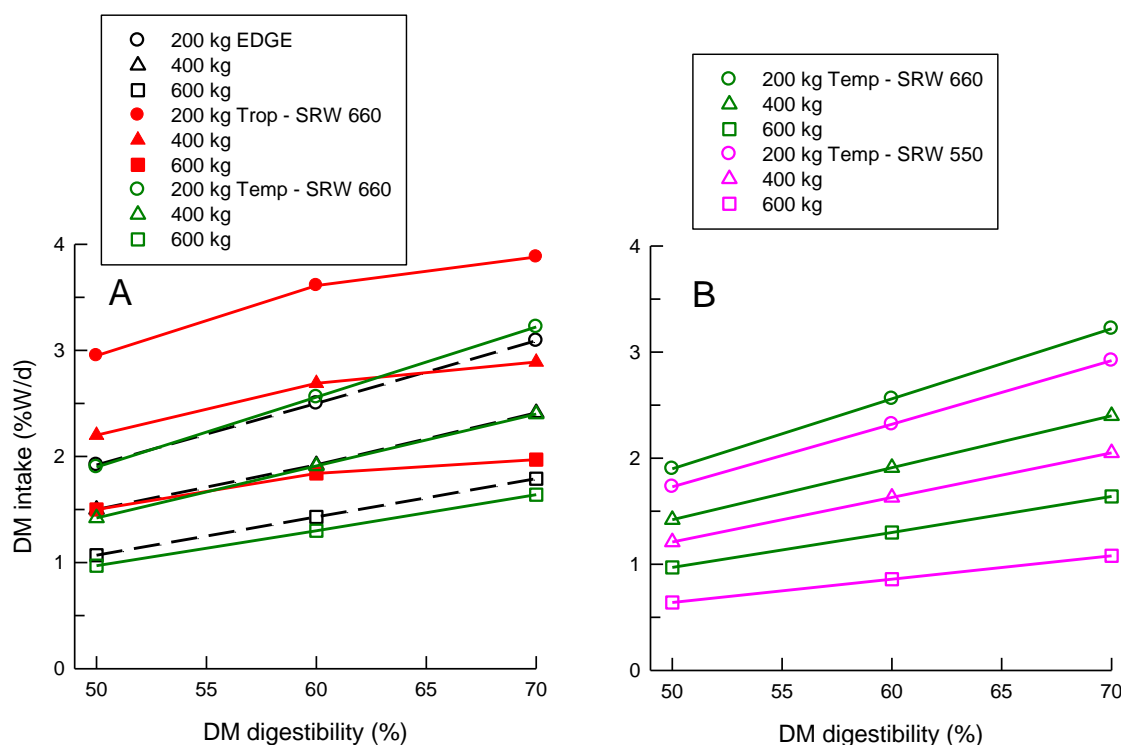 200 kg EDGE
400 kg
600 kg
200 kg Trop - SRW 660
400 kg
600 kg
200 kg Temp - SRW 660
400 kg
600 kg
A
4
3
2
1
0
50
55
60
65
70
DM intake (%W/d)
DM digestibility (%)
200 kg Temp - SRW 660
400 kg
600 kg
200 kg Temp - SRW 550
400 kg
600 kg
B
4
3
2
1
0
50
55
60
65
70
DM digestibility (%)